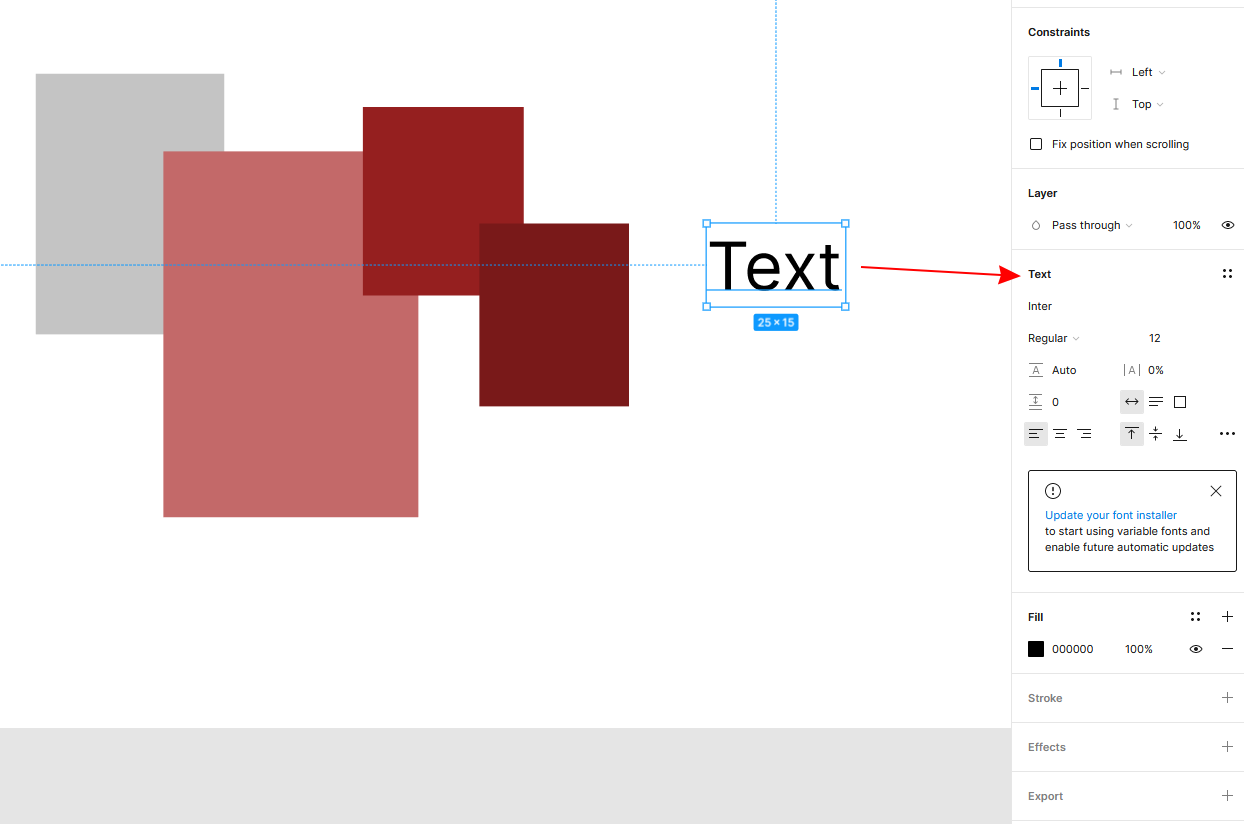 Constraints
Left
Top
Fix position when scrolling
Layer
Pass through 100%
Text
Text
25 × 15
Inter
Regular 12
A Auto |A| 0%
0
Update your font installer
to start using variable fonts and
enable future automatic updates
Fill
000000 100%
Stroke
Effects
Export